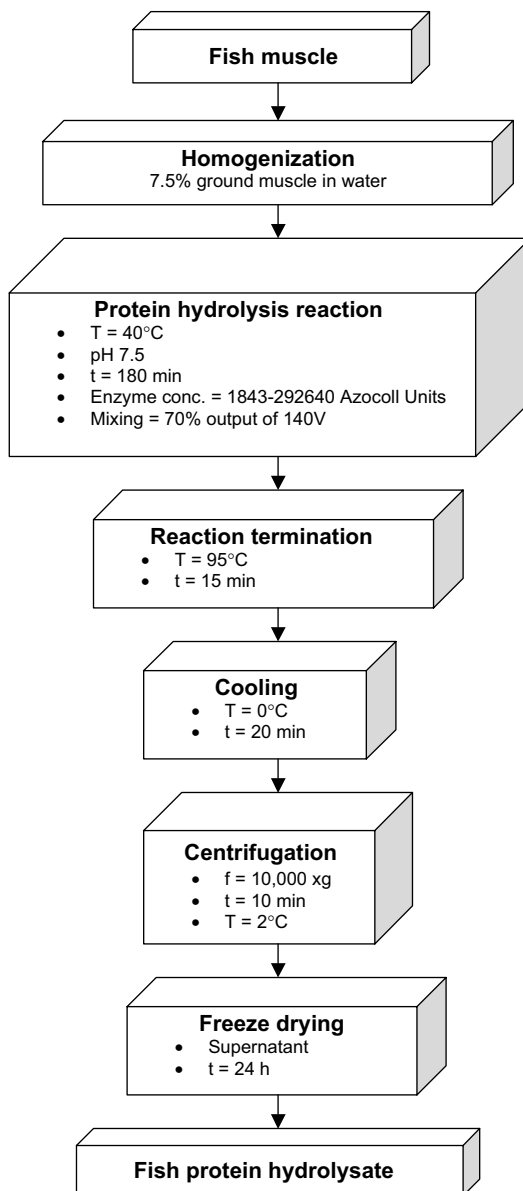 Fish muscle
Homogenization
7.5% ground muscle in water
Protein hydrolysis reaction
• T = 40°C
• pH 7.5
• t = 180 min
• Enzyme conc. = 1843-292640 Azocoll Units
• Mixing = 70% output of 140V
Reaction termination
• T = 95°C
• t = 15 min
Cooling
• T = 0°C
• t = 20 min
Centrifugation
• f = 10,000 xg
• t = 10 min
• T = 2°C
Freeze drying
• Supernatant
• t = 24 h
Fish protein hydrolysate